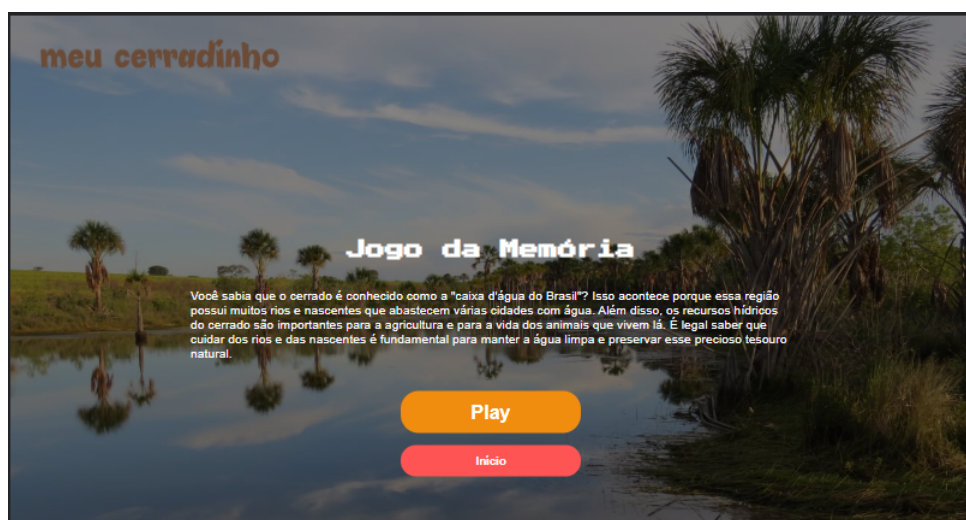 meu cerradinho
Jogo da Memória
Você sabia que o cerrado é conhecido como a "caixa d'água do Brasil"? Isso acontece porque essa região
possui muitos rios e nascentes que abastecem várias cidades com água. Além disso, os recursos hídricos
do cerrado são importantes para a agricultura e para a vida dos animais que vivem lá. É legal saber que
cuidar dos rios e das nascentes é fundamental para manter a água limpa e preservar esse precioso tesouro
natural.
Play
Início